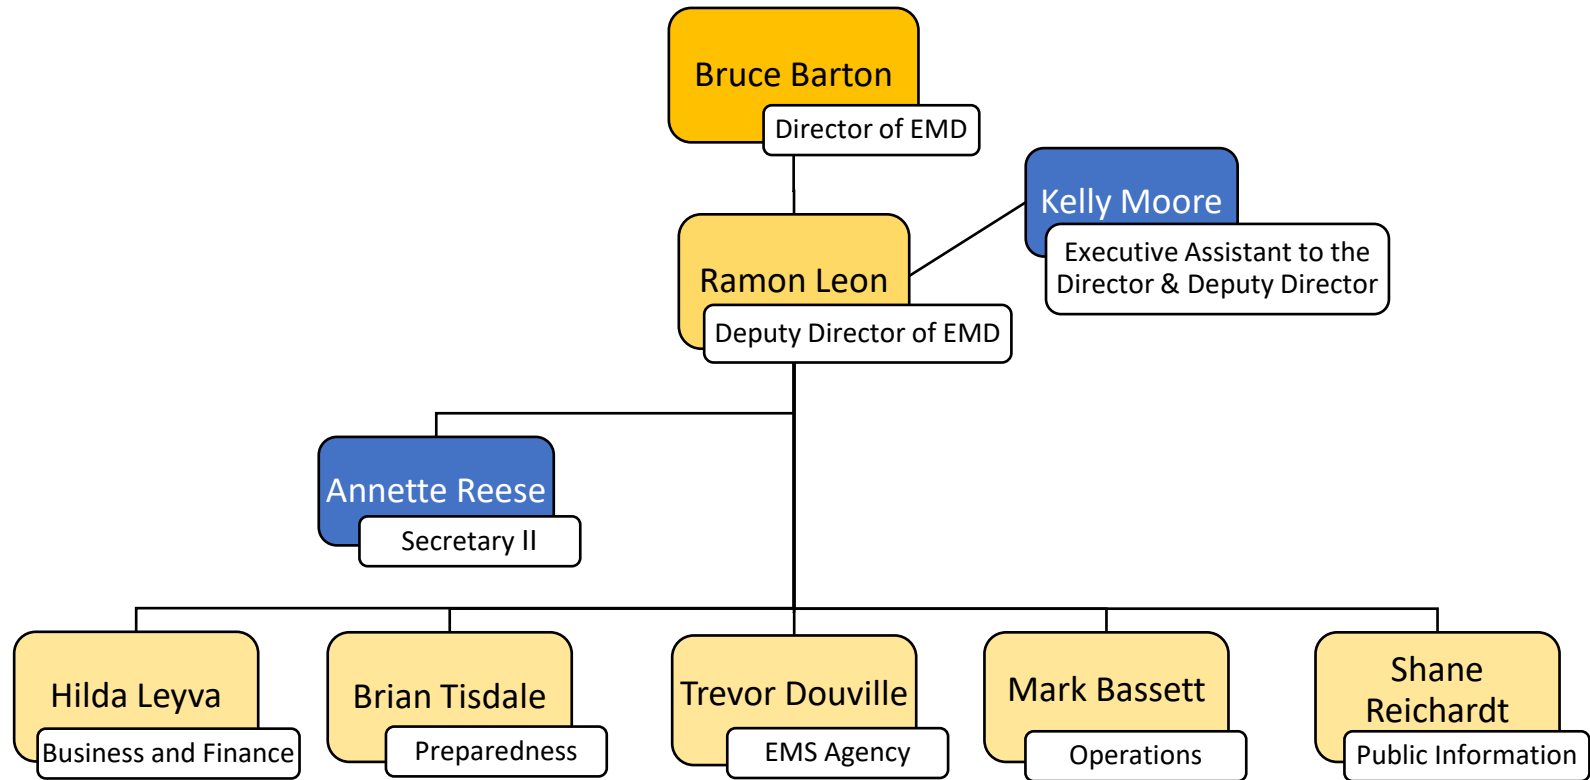 Bruce Barton
Director of EMD
Kelly Moore
Executive Assistant to the
Director & Deputy Director
Ramon Leon
Deputy Director of EMD
Annette Reese
Secretary II
Hilda Leyva
Business and Finance
Brian Tisdale
Preparedness
Trevor Douville
EMS Agency
Mark Bassett
Operations
Shane
Reichardt
Public Information